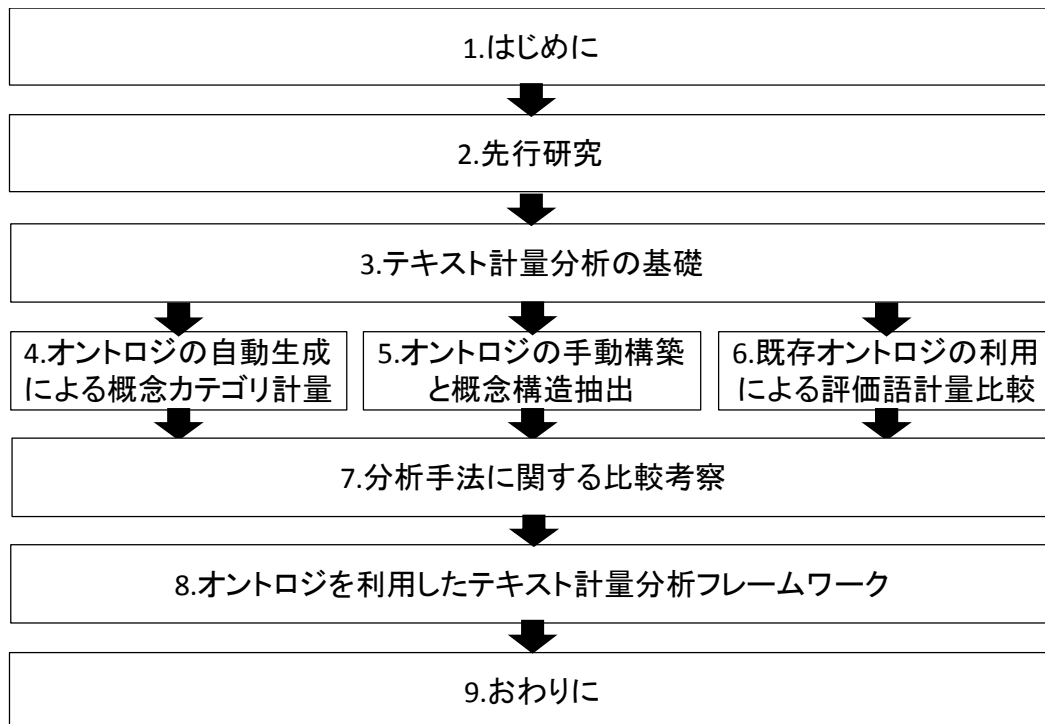 1.はじめに
2.先行研究
3.テキスト計量分析の基礎
4.オントロジの自動生成
による概念カテゴリ計量
5.オントロジの手動構築
と概念構造抽出
6.既存オントロジの利用
による評価語計量比較
7.分析手法に関する比較考察
8.オントロジを利用したテキスト計量分析フレームワーク
9.おわりに